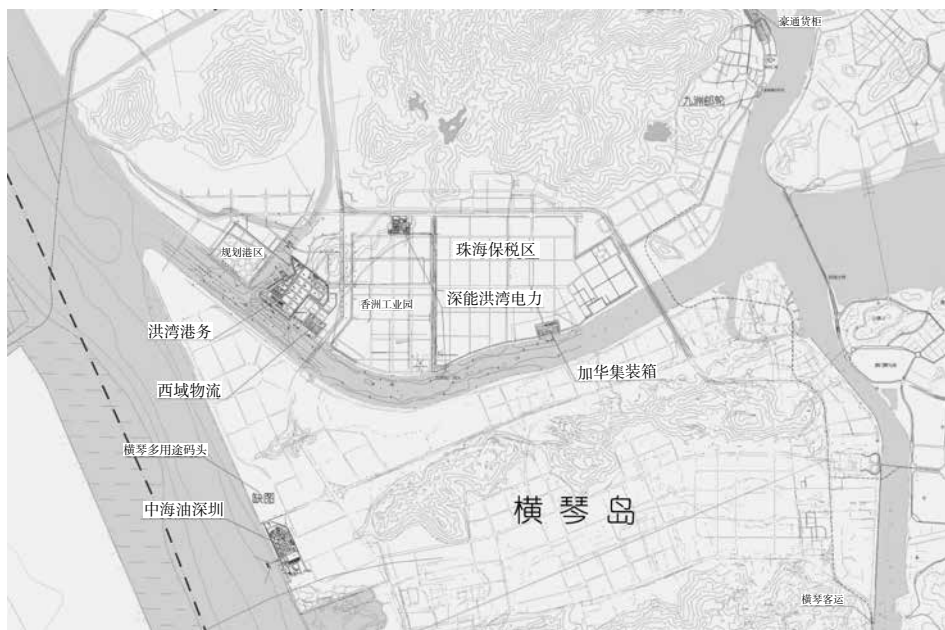 豪通货柜
九洲邮轮
规划港区
珠海保税区
香洲工业园
深能洪湾电力
洪湾港务
西域物流
加华集装箱
横琴多用途码头
缺图
中海油深圳
横琴岛
横琴客运